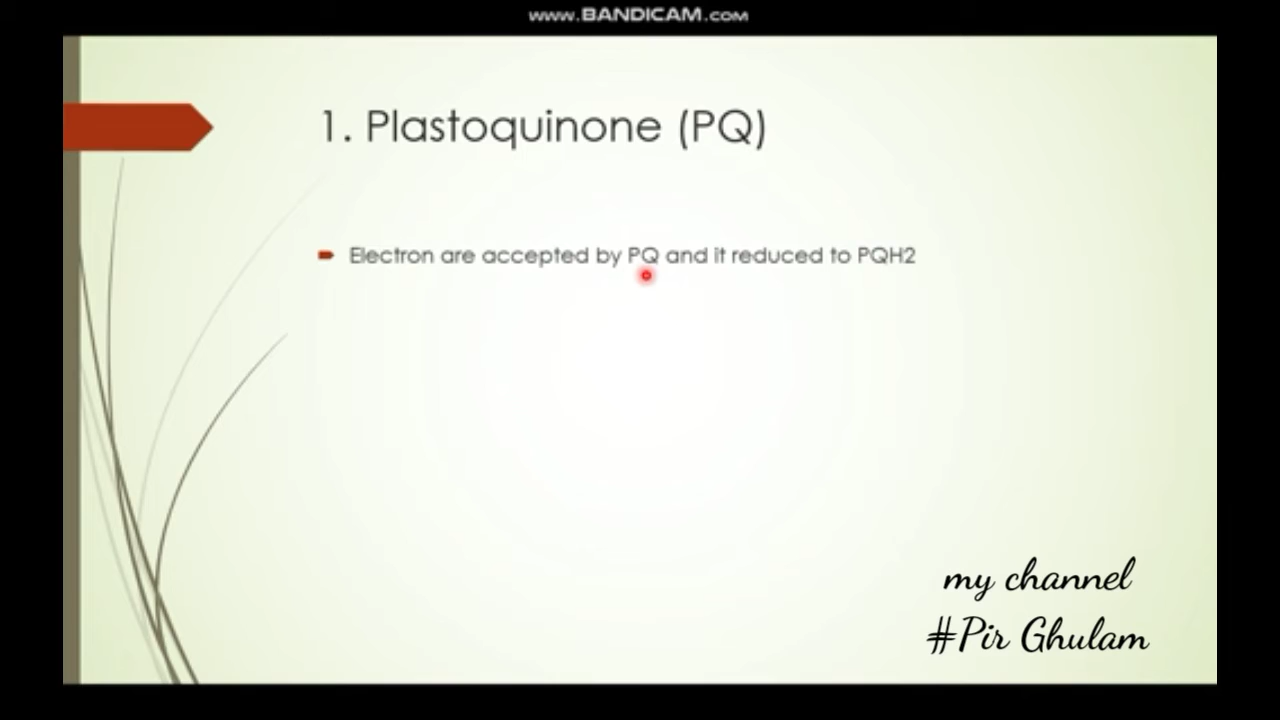 www.BANDICAM.com
1. Plastoquinone (PQ)
Electron are accepted by PQ and it reduced to PQH2
my channel
#Pir Ghulam